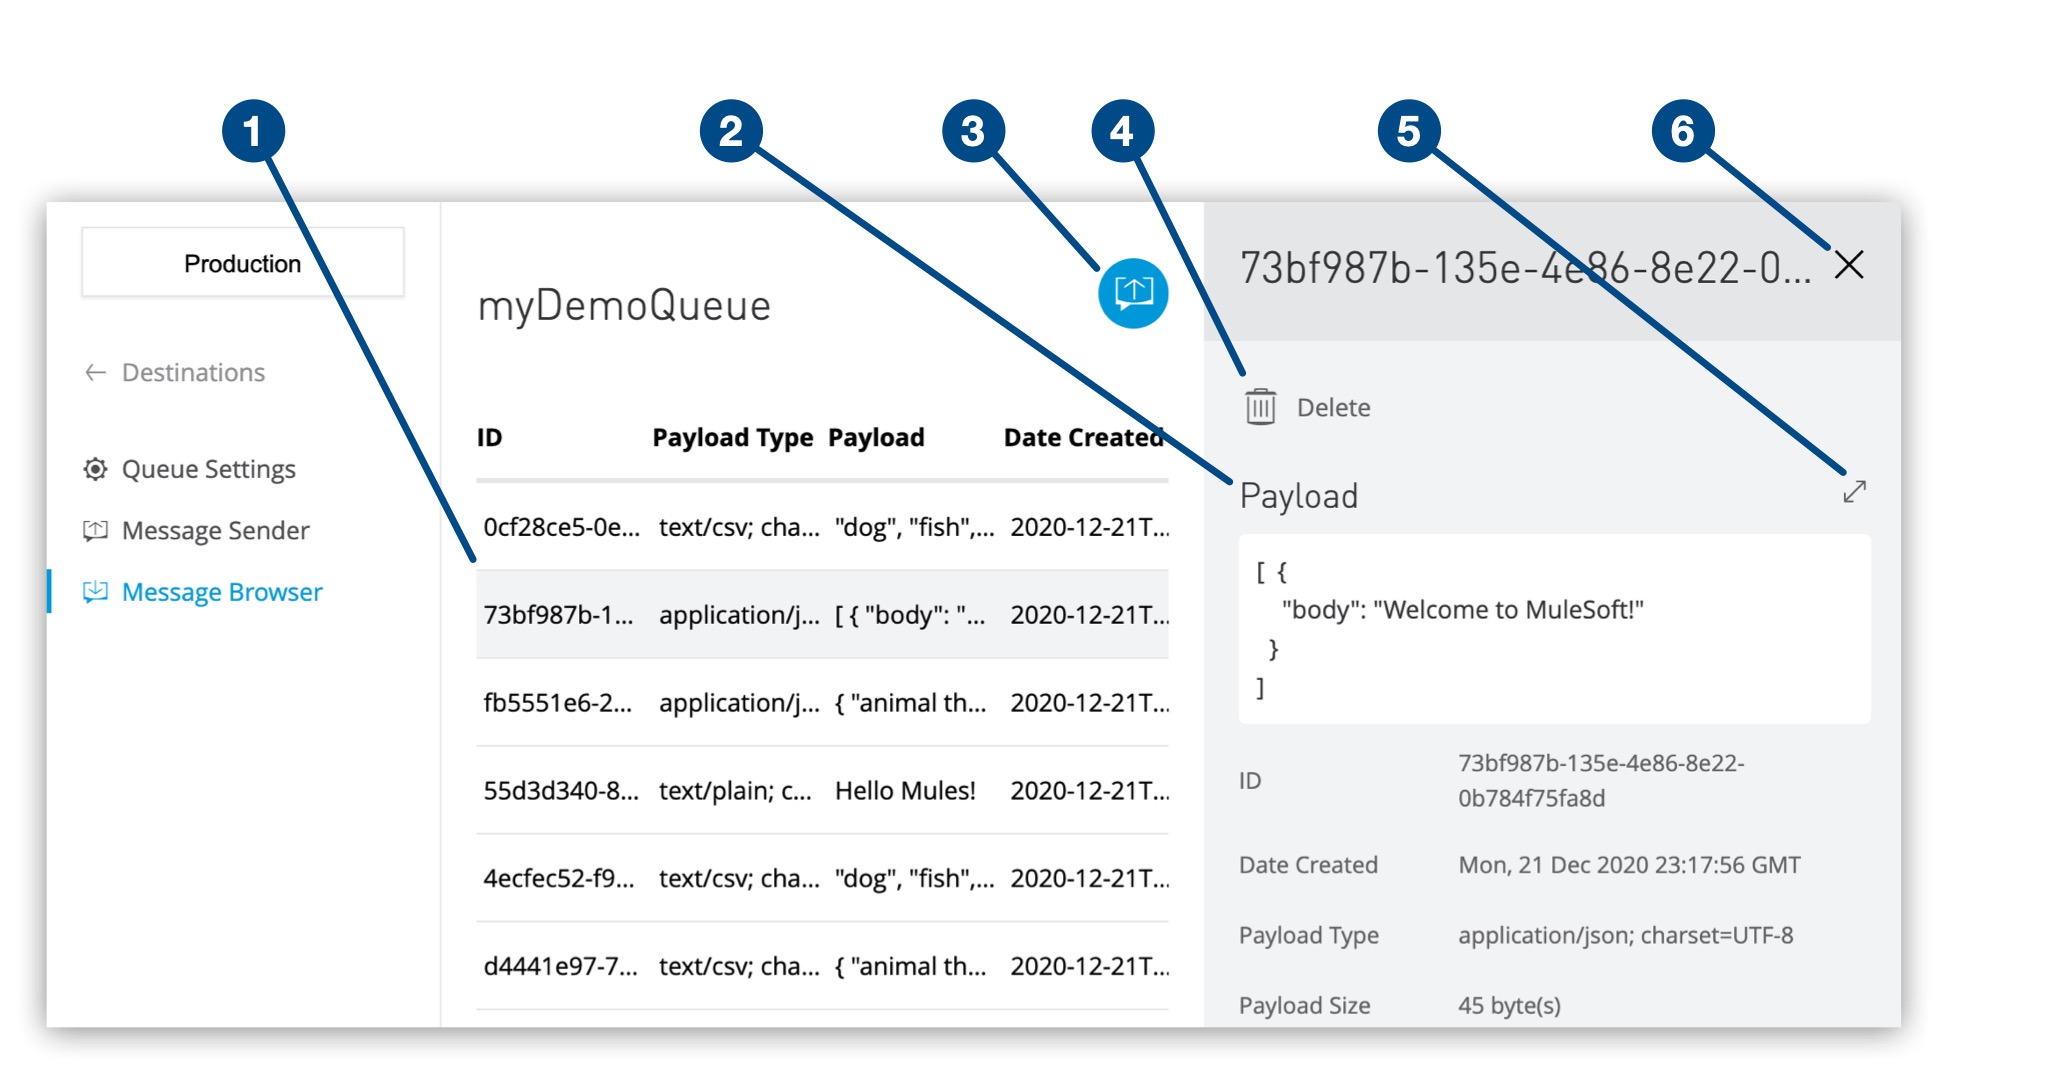 1 2 3 4 5 6
Production
← Destinations
Queue Settings
Message Sender
Message Browser
myDemoQueue
ID Payload Type Payload Date Created
0cf28ce5-0e... text/csv; cha... "dog", "fish",... 2020-12-21T...
73bf987b-1... application/j... [ { "body": "... 2020-12-21T...
fb5551e6-2... application/j... { "animal th... 2020-12-21T...
55d3d340-8... text/plain; c... Hello Mules! 2020-12-21T...
4ecfec52-f9... text/csv; cha... "dog", "fish",... 2020-12-21T...
d4441e97-7... text/csv; cha... { "animal th... 2020-12-21T...
73bf987b-135e-4e86-8e22-0...
Delete
Payload
[ {
"body": "Welcome to MuleSoft!"
}
]
ID 73bf987b-135e-4e86-8e22-
0b784f75fa8d
Date Created Mon, 21 Dec 2020 23:17:56 GMT
Payload Type application/json; charset=UTF-8
Payload Size 45 byte(s)